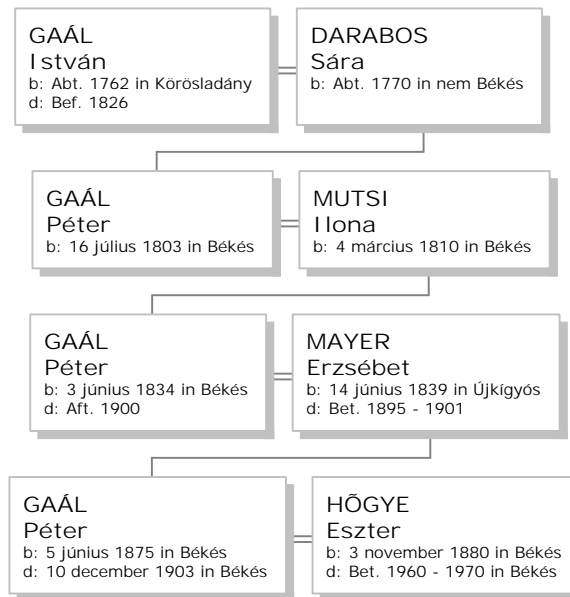 GAÁL
István
b: Abt. 1762 in Körösladány
d: Bef. 1826
DARABOS
Sára
b: Abt. 1770 in nem Békés
GAÁL
Péter
b: 16 július 1803 in Békés
MUTSI
Ilona
b: 4 március 1810 in Békés
GAÁL
Péter
b: 3 június 1834 in Békés
d: Aft. 1900
MAYER
Erzsébet
b: 14 június 1839 in Újkígyós
d: Bet. 1895 - 1901
GAÁL
Péter
b: 5 június 1875 in Békés
d: 10 december 1903 in Békés
HÕGYE
Eszter
b: 3 november 1880 in Békés
d: Bet. 1960 - 1970 in Békés